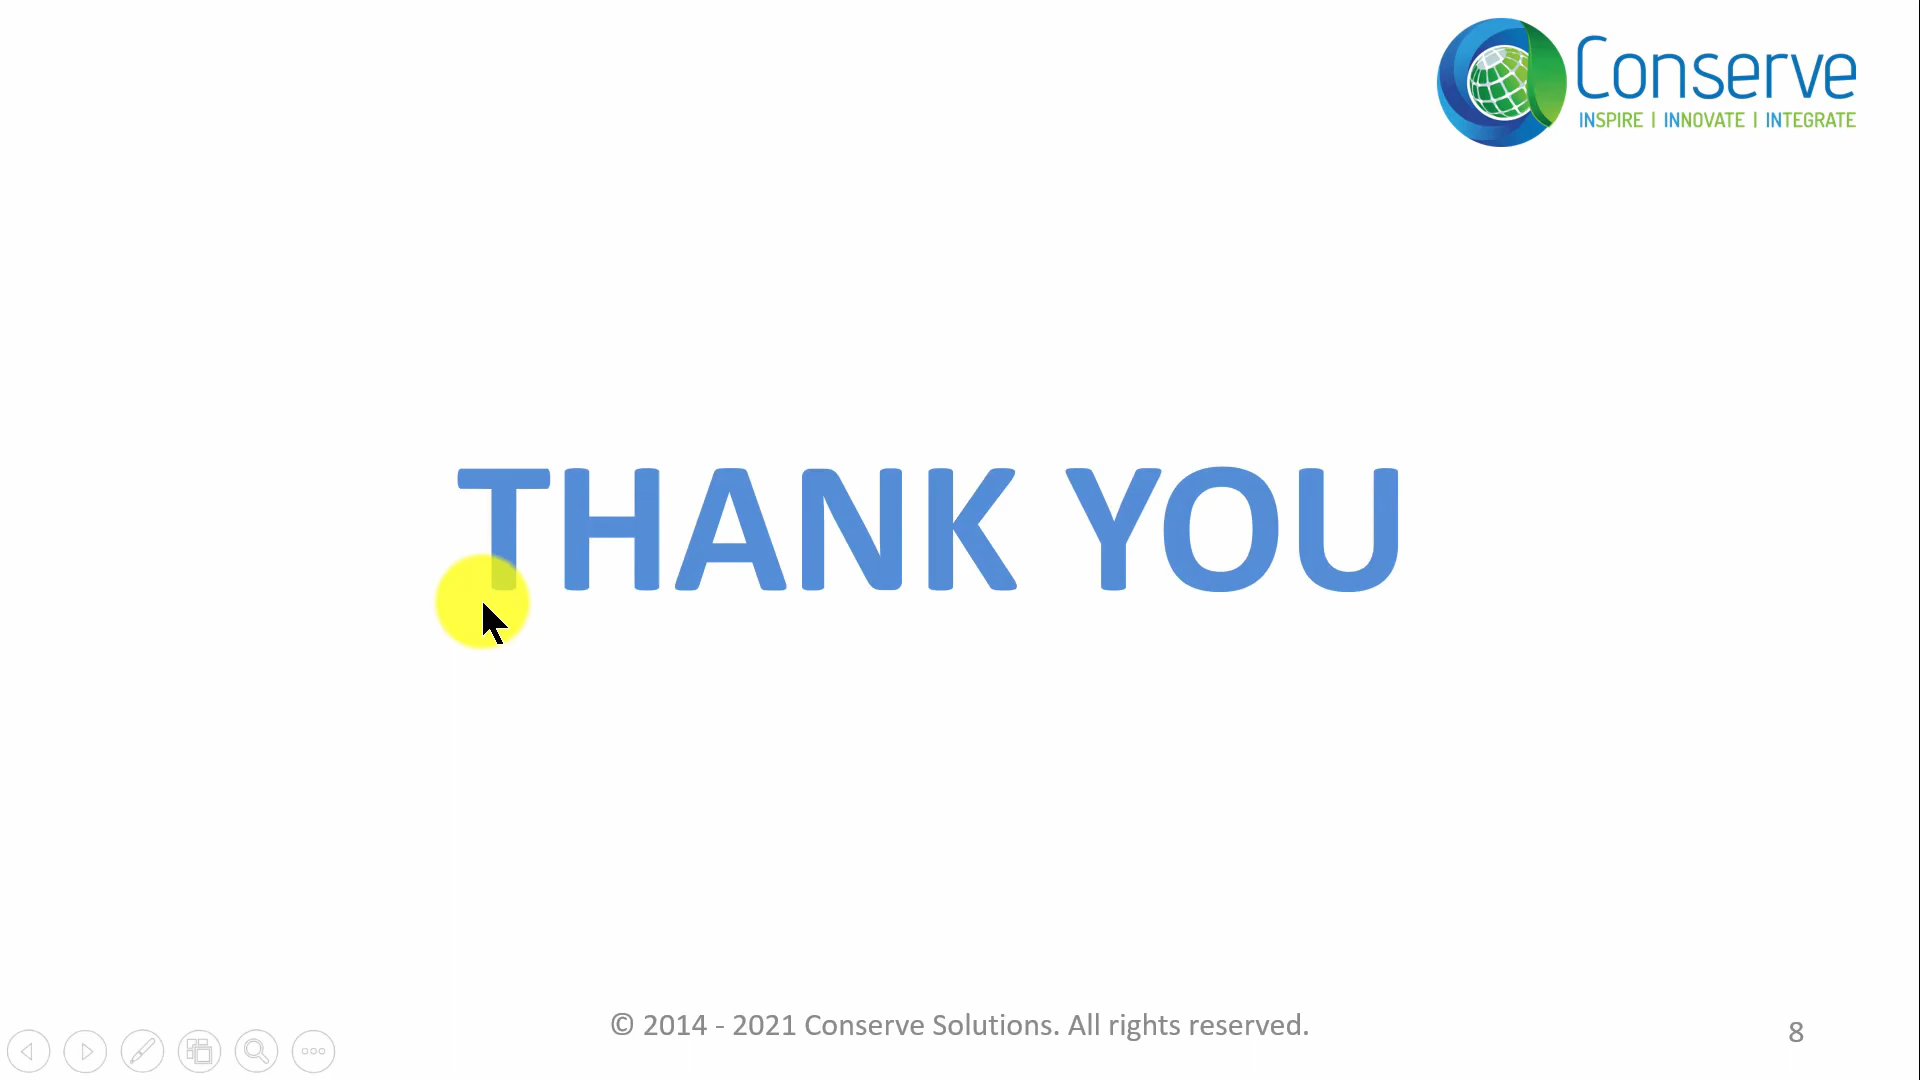 Conserve
INSPIRE | INNOVATE | INTEGRATE
THANK YOU
© 2014 - 2021 Conserve Solutions. All rights reserved.
8